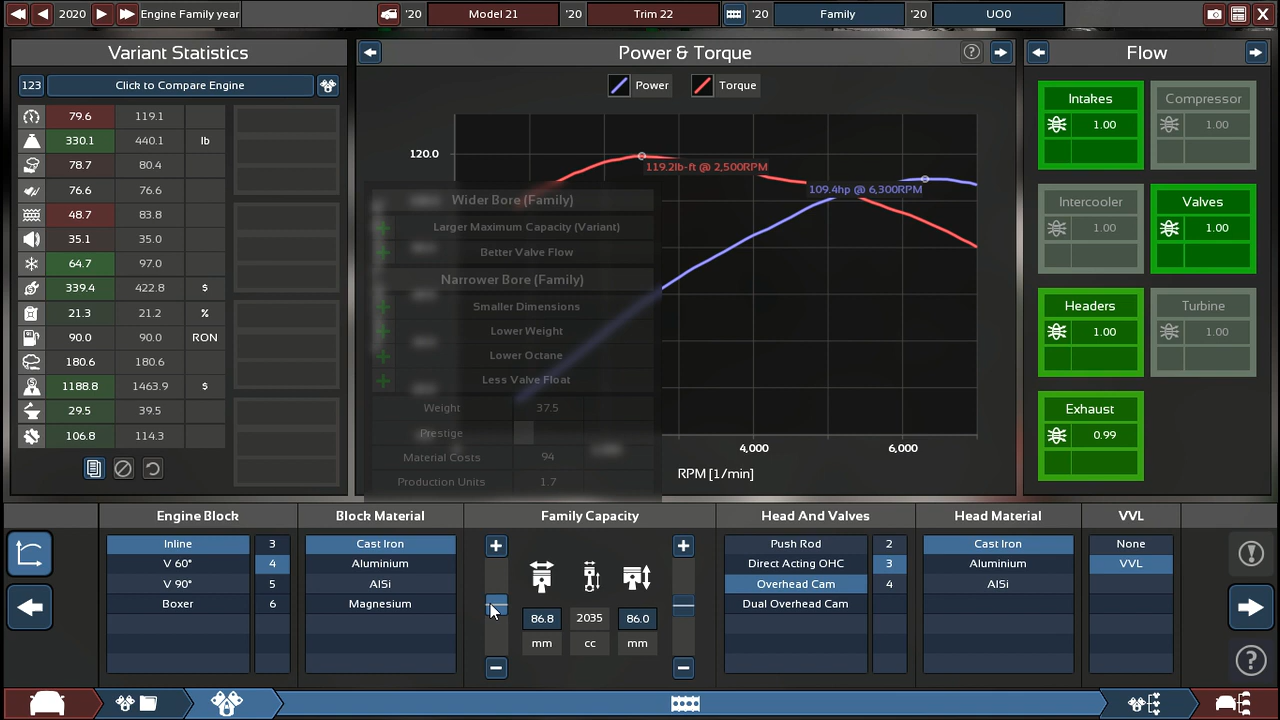 2020 Engine Family year '20 Model 21 '20 Trim 22 '20 Family '20 UO0
Variant Statistics
123 Click to Compare Engine
79.6 119.1
330.1 440.1 lb
78.7 80.4
76.6 76.6
48.7 83.8
35.1 35.0
64.7 97.0
339.4 422.8 $
21.3 21.2 %
90.0 90.0 RON
180.6 180.6
1188.8 1463.9 $
29.5 39.5
106.8 114.3
Power & Torque ?
Power Torque
120.0
119.2lb-ft @ 2,500RPM
109.4hp @ 6,300RPM
Wider Bore (Family)
Larger Maximum Capacity (Variant)
Better Valve Flow
Narrower Bore (Family)
Smaller Dimensions
Lower Weight
Lower Octane
Less Valve Float
Weight 37.5
Prestige
Material Costs 94
Production Units 1.7
4,000 6,000
RPM [1/min]
Flow
Intakes Compressor
1.00 1.00
Intercooler Valves
1.00 1.00
Headers Turbine
1.00 1.00
Exhaust
0.99
Engine Block Block Material Family Capacity Head And Valves Head Material VVL
Inline 3 Cast Iron Push Rod 2 Cast Iron None
V 60° 4 Aluminium Direct Acting OHC 3 Aluminium VVL
V 90° 5 AlSi Overhead Cam 4 AlSi
Boxer 6 Magnesium Dual Overhead Cam
86.8 2035 86.0
mm cc mm
?